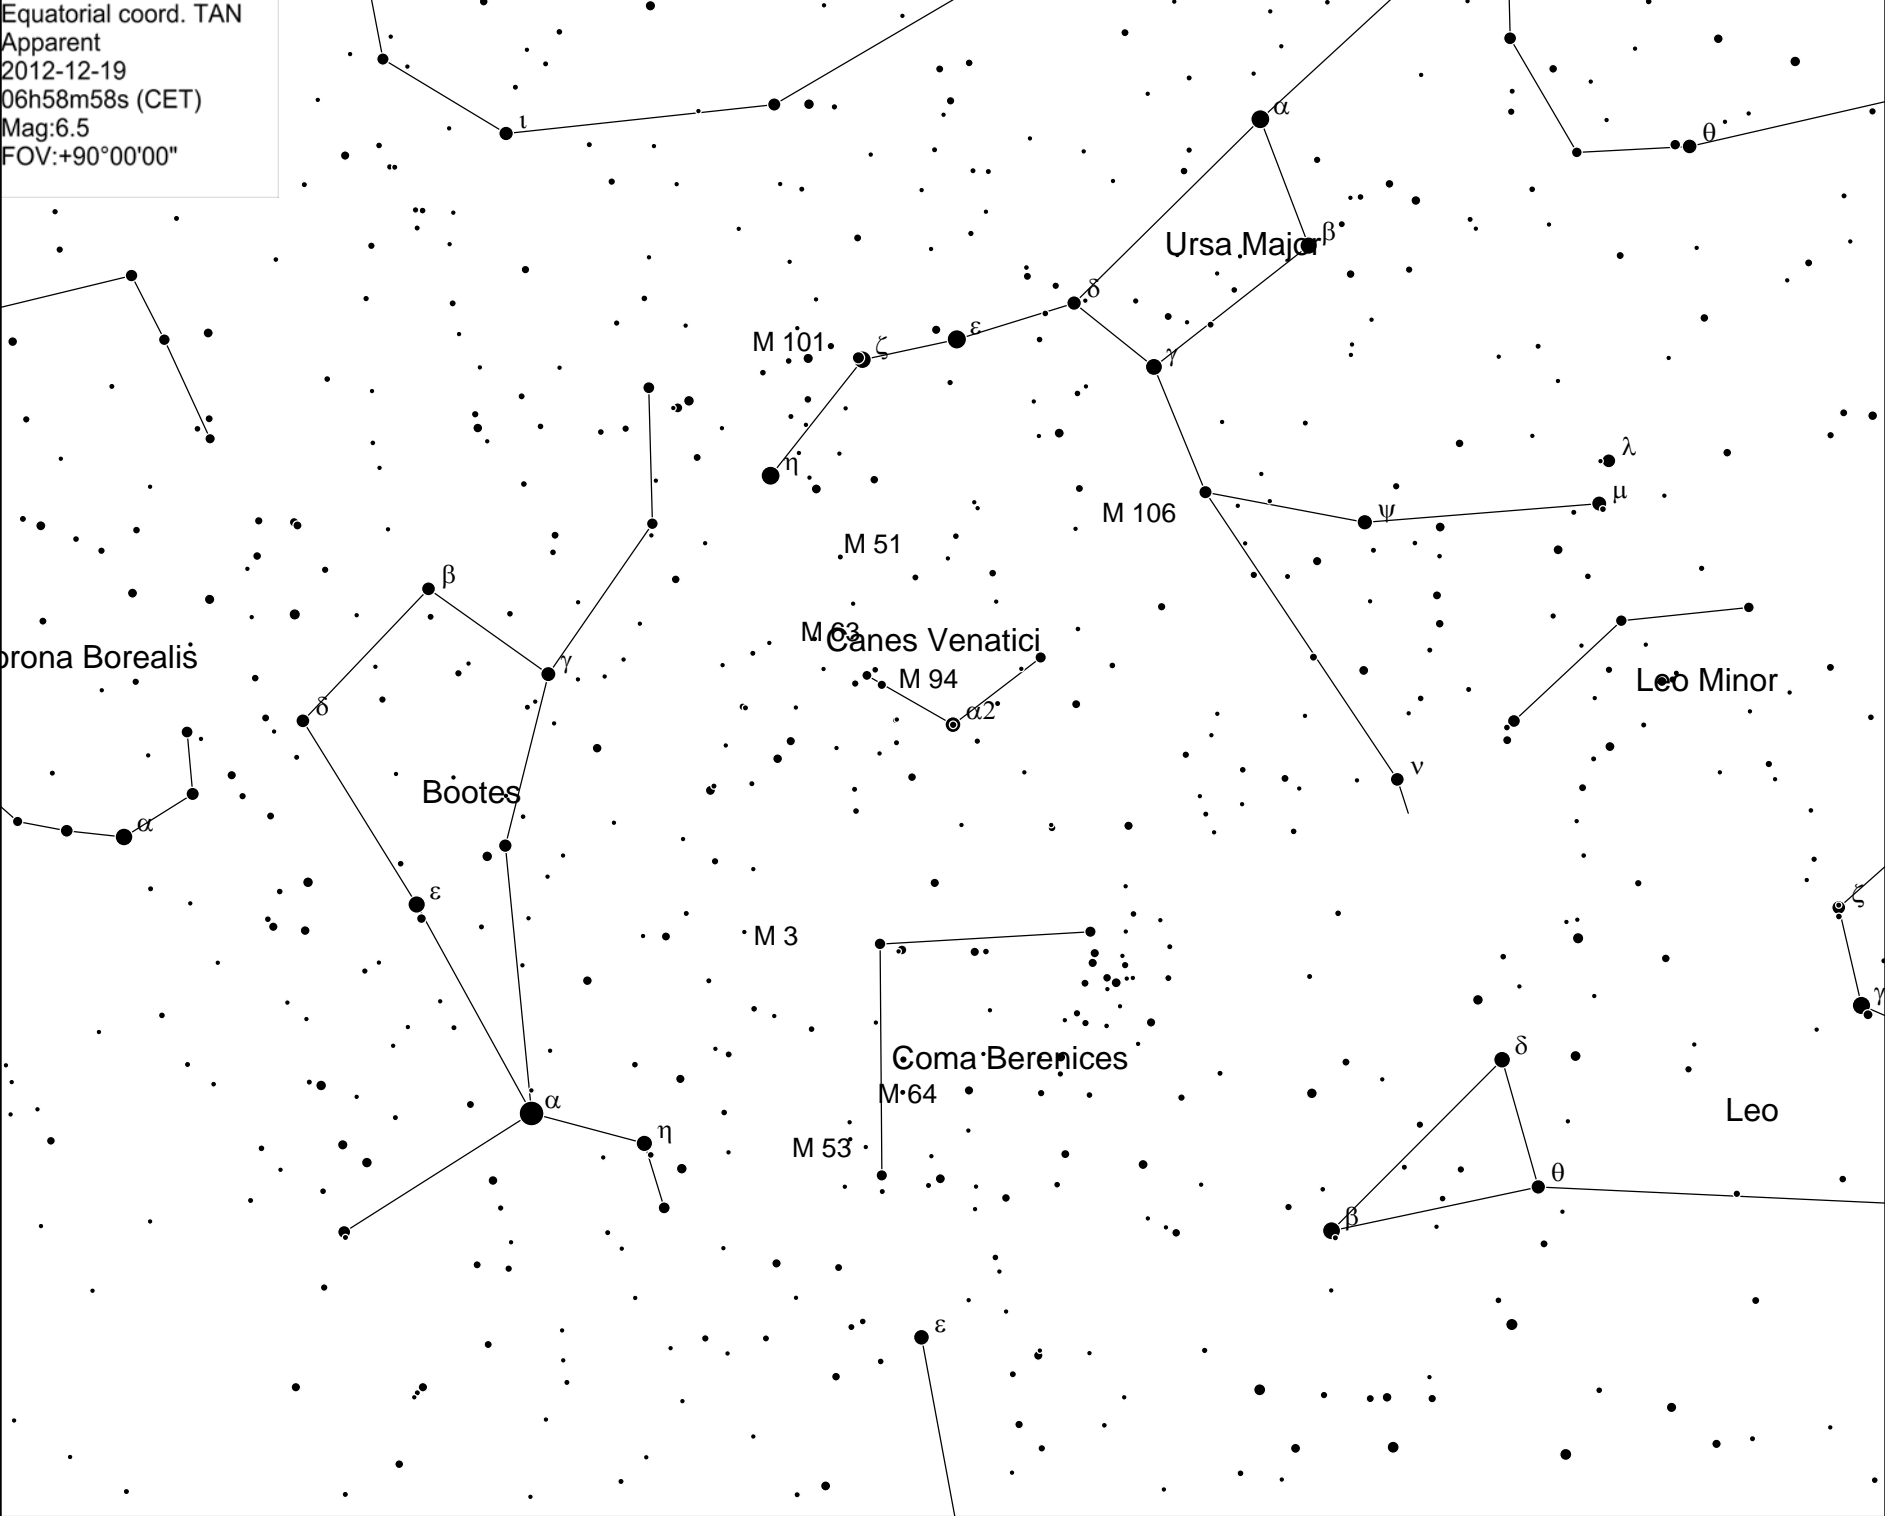 Equatorial coord. TAN
Apparent
2012-12-19
06h58m58s (CET)
Mag:6.5
FOV:+90°00'00"
α
ι
θ
Ursa Major
β
δ
ε
M 101
ζ
γ
λ
η
μ
M 106
ψ
M 51
β
M 63
Canes Venatici
orona Borealis
γ
M 94
Leo Minor
δ
α2
ν
Bootes
α
ε
ζ
M 3
γ
δ
Coma Berenices
M 64
α
Leo
η
M 53
θ
β
ε